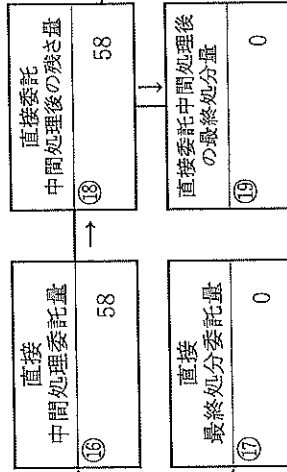 直接
中間処理委託量
⑯
58
→
直接委託
中間処理後の残さ量
⑱
58
直接
最終処分委託量
⑰
0
→
直接委託中間処理後
の最終処分量
⑲
0